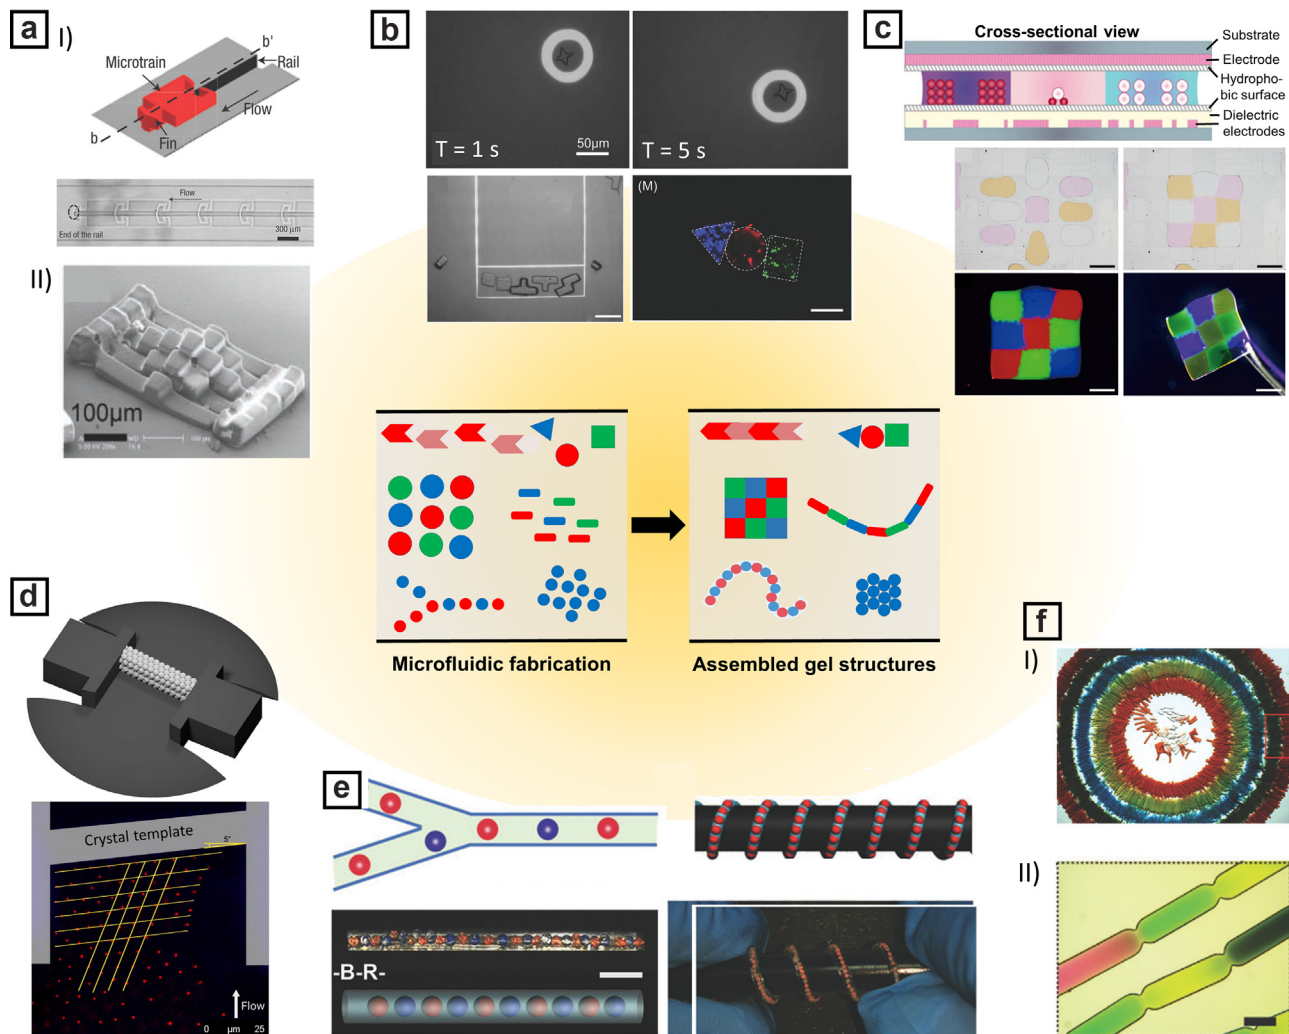 a
I)
b'
Microtrain
Rail
Flow
b
Fin
Flow
End of the rail
300 µm
II)
100µm
b
T = 1 s
50µm
T = 5 s
(M)
c
Cross-sectional view
Substrate
Electrode
Hydropho-
bic surface
Dielectric
electrodes
Microfluidic fabrication
Assembled gel structures
d
Crystal template
5°
Flow
0 µm 25
e
-B-R-
f
I)
II)